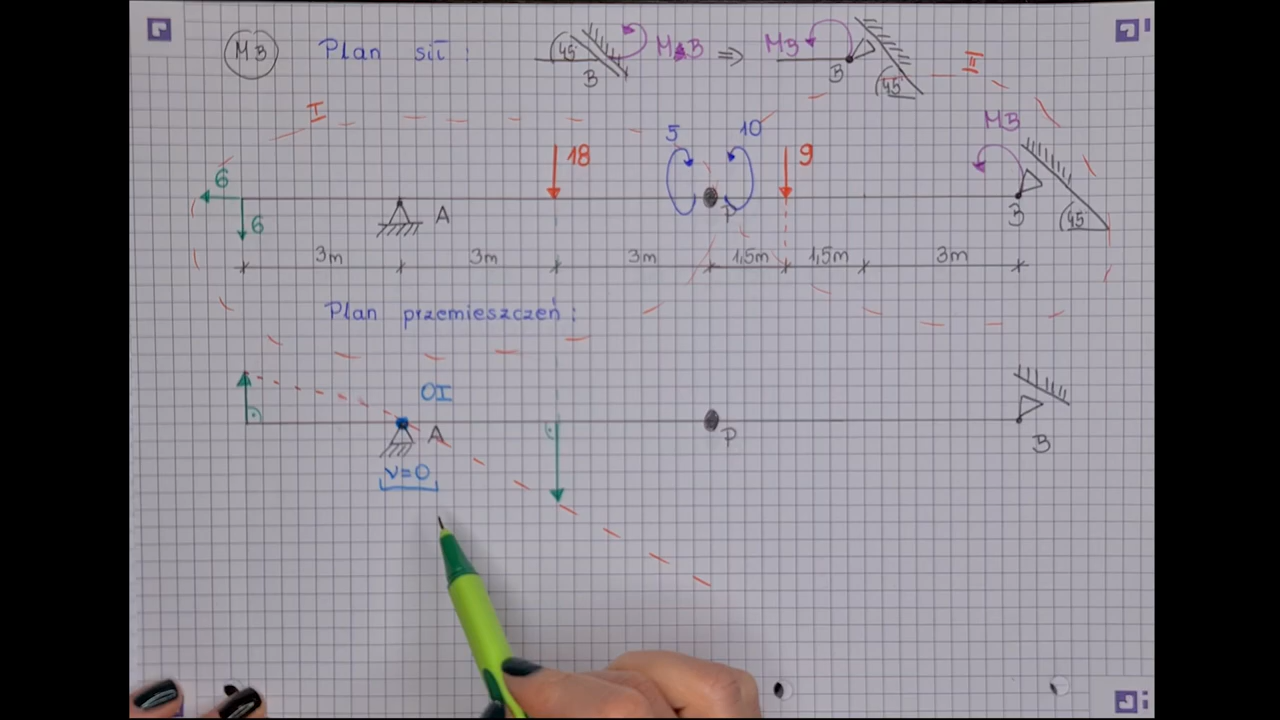 MB Plan sił: 45 B MB ⇒ MB B 45
I II
5 10 MB
6 18 9
6 A P B 45
3m 3m 3m 1,5m 1,5m 3m
Plan przemieszczeń:
OI
A P B
v=0